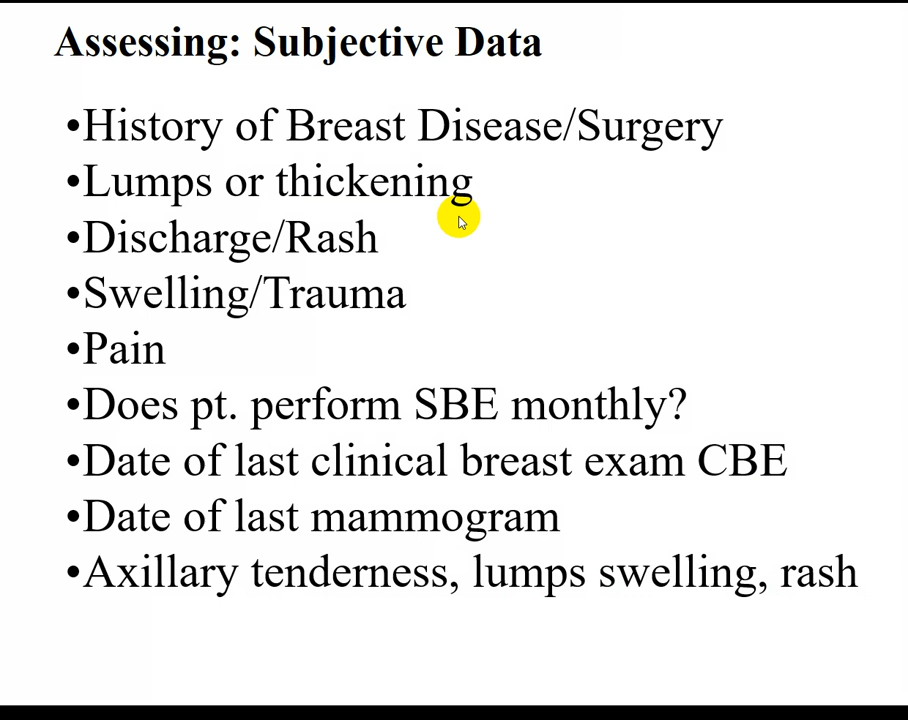 Assessing: Subjective Data
•History of Breast Disease/Surgery
•Lumps or thickening
•Discharge/Rash
•Swelling/Trauma
•Pain
•Does pt. perform SBE monthly?
•Date of last clinical breast exam CBE
•Date of last mammogram
•Axillary tenderness, lumps swelling, rash